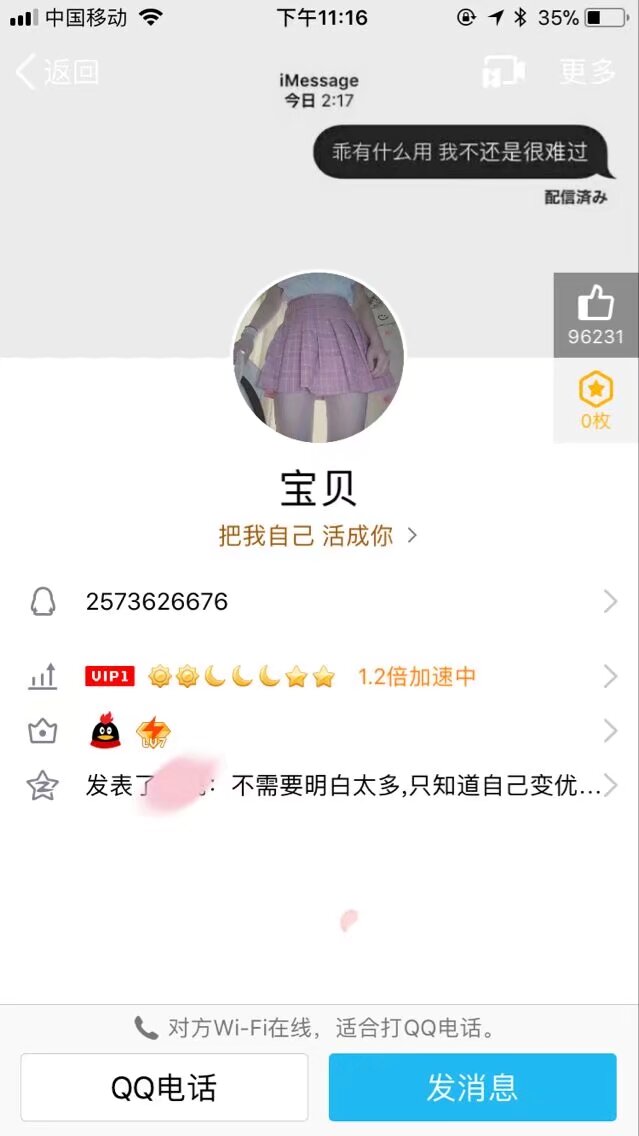 中国移动 下午11:16 35%
返回 更多
iMessage
今日 2:17
乖有什么用 我不还是很难过
配信済み
96231
0枚
宝贝
把我自己 活成你
2573626676
VIP1 1.2倍加速中
LV7
发表了 : 不需要明白太多,只知道自己变优...
对方Wi-Fi在线，适合打QQ电话。
QQ电话 发消息